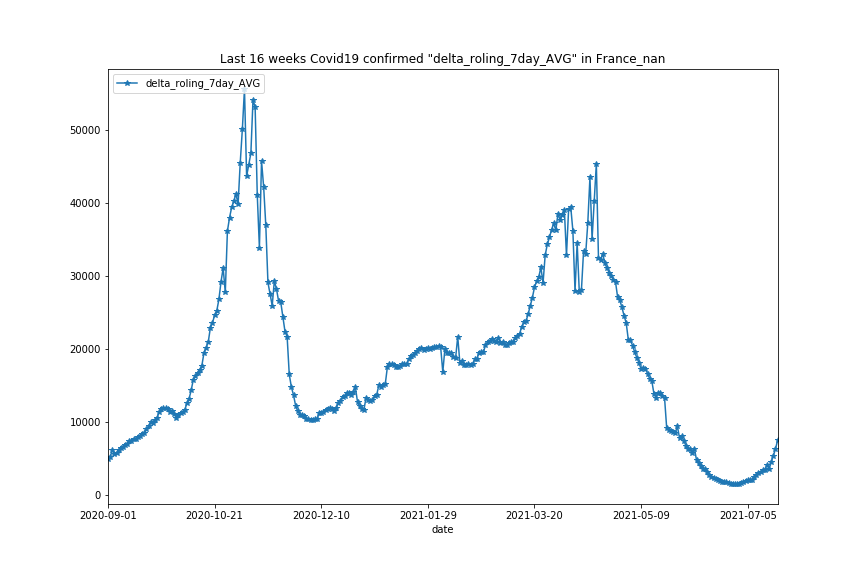 Last 16 weeks Covid19 confirmed "delta_roling_7day_AVG" in France_nan
delta_roling_7day_AVG
50000
40000
30000
20000
10000
0
2020-09-01 2020-10-21 2020-12-10 2021-01-29 2021-03-20 2021-05-09 2021-07-05
date